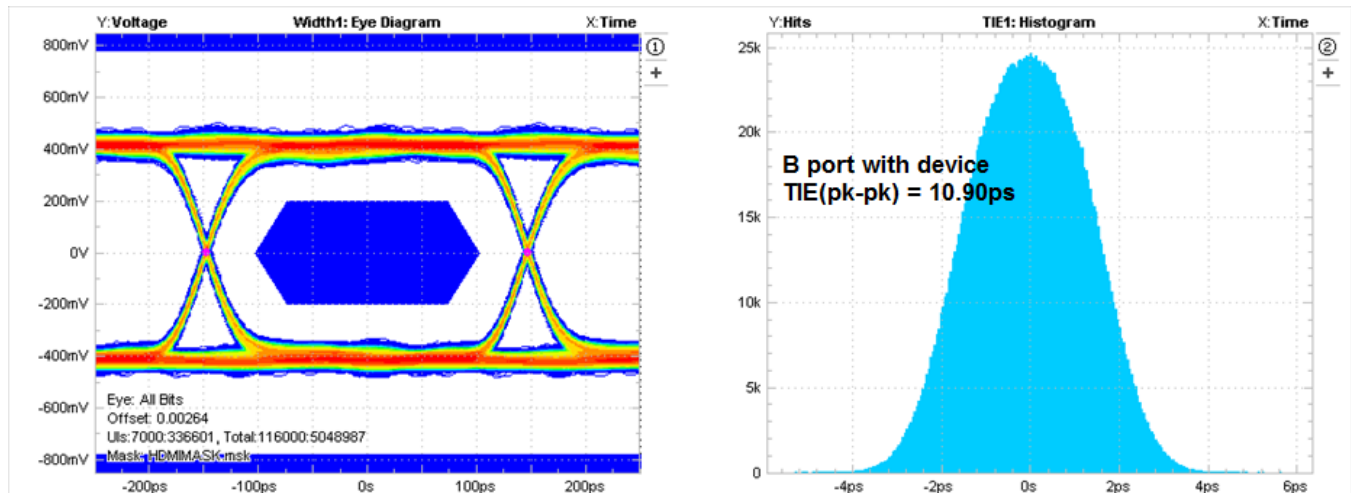 Y:Voltage Width1: Eye Diagram X:Time
800mV
600mV
400mV
200mV
0V
-200mV
-400mV
-600mV
-800mV
Eye: All Bits
Offset: 0.00264
UIs:7000:336601, Total:116000:5048987
Mask: HDMIMASK.msk
-200ps -100ps 0s 100ps 200ps
①
+
Y:Hits TIE1: Histogram X:Time
25k
20k
15k
10k
5k
0
B port with device
TIE(pk-pk) = 10.90ps
-4ps -2ps 0s 2ps 4ps 6ps
②
+